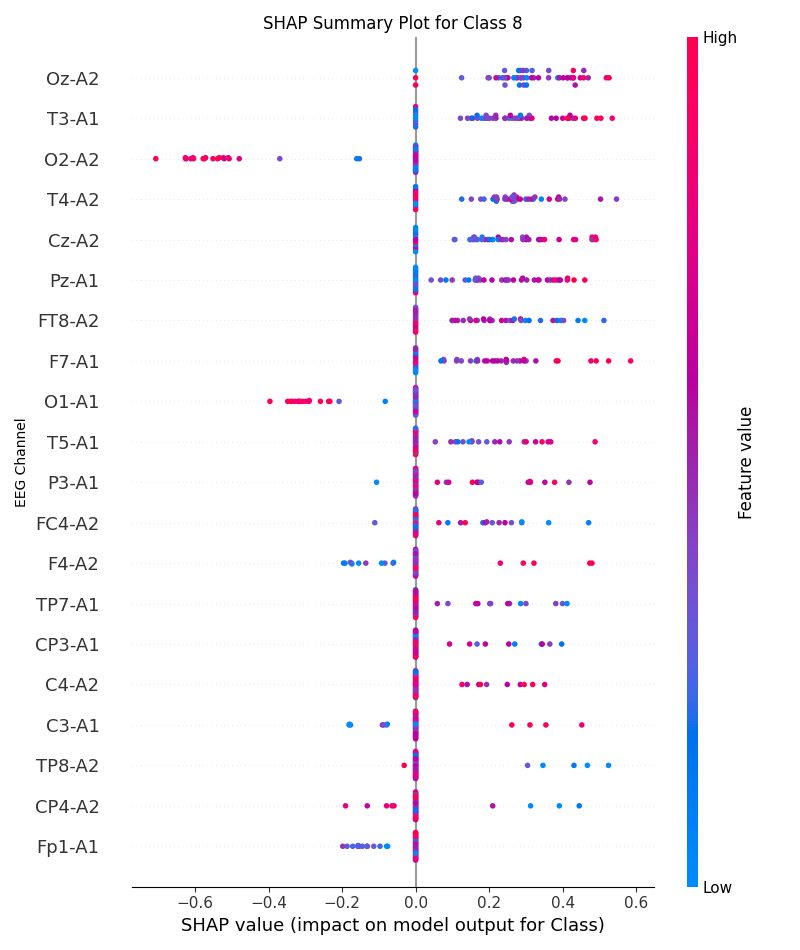 SHAP Summary Plot for Class 8
High
Oz-A2
T3-A1
O2-A2
T4-A2
Cz-A2
Pz-A1
FT8-A2
F7-A1
O1-A1
T5-A1
P3-A1
FC4-A2
F4-A2
TP7-A1
CP3-A1
C4-A2
C3-A1
TP8-A2
CP4-A2
Fp1-A1
EEG Channel
Feature value
Low
−0.6 −0.4 −0.2 0.0 0.2 0.4 0.6
SHAP value (impact on model output for Class)